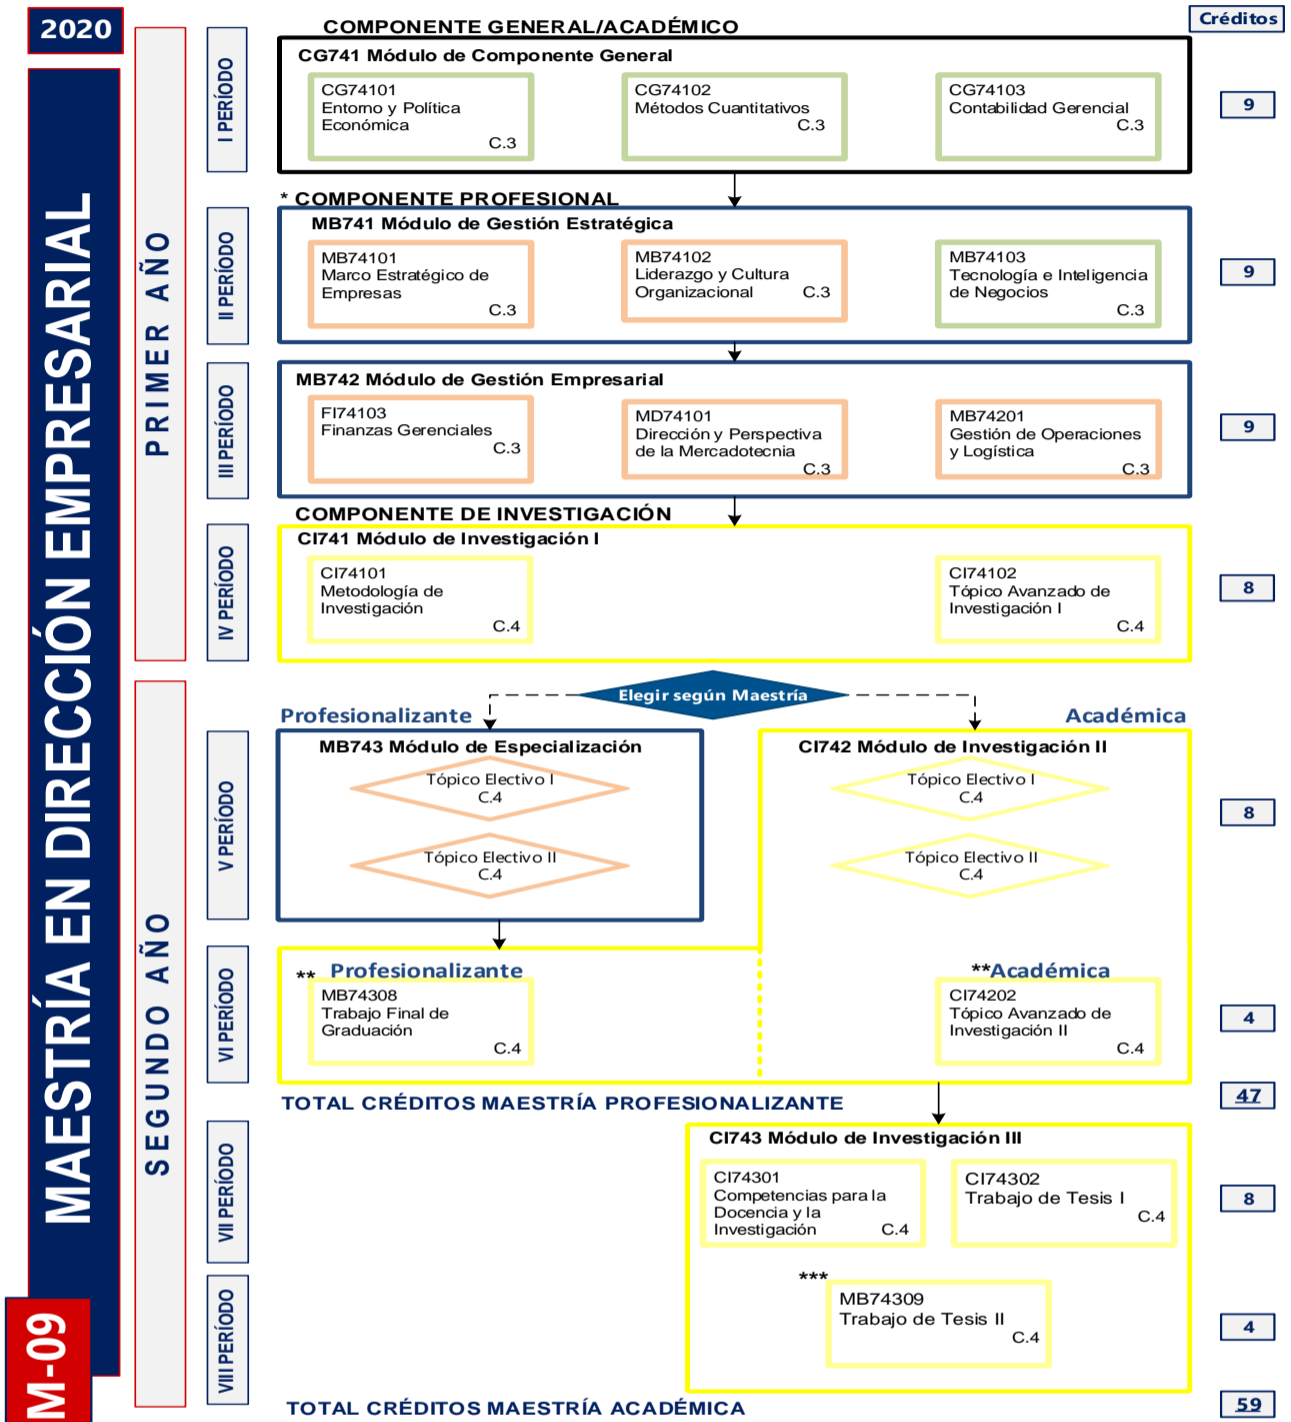 2020
MAESTRÍA EN DIRECCIÓN EMPRESARIAL
M-09
Créditos
PRIMER AÑO
COMPONENTE GENERAL/ACADÉMICO
I PERÍODO
CG741 Módulo de Componente General
CG74101
Entorno y Política
Económica
C.3
CG74102
Métodos Cuantitativos
C.3
CG74103
Contabilidad Gerencial
C.3
9
* COMPONENTE PROFESIONAL
II PERÍODO
MB741 Módulo de Gestión Estratégica
MB74101
Marco Estratégico de
Empresas
C.3
MB74102
Liderazgo y Cultura
Organizacional C.3
MB74103
Tecnología e Inteligencia
de Negocios
C.3
9
III PERÍODO
MB742 Módulo de Gestión Empresarial
FI74103
Finanzas Gerenciales
C.3
MD74101
Dirección y Perspectiva
de la Mercadotecnia
C.3
MB74201
Gestión de Operaciones
y Logística
C.3
9
COMPONENTE DE INVESTIGACIÓN
IV PERÍODO
CI741 Módulo de Investigación I
CI74101
Metodología de
Investigación
C.4
CI74102
Tópico Avanzado de
Investigación I
C.4
8
SEGUNDO AÑO
Elegir según Maestría
Profesionalizante
Académica
V PERÍODO
MB743 Módulo de Especialización
Tópico Electivo I
C.4
Tópico Electivo II
C.4
CI742 Módulo de Investigación II
Tópico Electivo I
C.4
Tópico Electivo II
C.4
8
VI PERÍODO
** Profesionalizante
MB74308
Trabajo Final de
Graduación
C.4
**Académica
CI74202
Tópico Avanzado de
Investigación II
C.4
4
TOTAL CRÉDITOS MAESTRÍA PROFESIONALIZANTE
47
VII PERÍODO
CI743 Módulo de Investigación III
CI74301
Competencias para la
Docencia y la
Investigación C.4
CI74302
Trabajo de Tesis I
C.4
8
VIII PERÍODO
***
MB74309
Trabajo de Tesis II
C.4
4
TOTAL CRÉDITOS MAESTRÍA ACADÉMICA
59